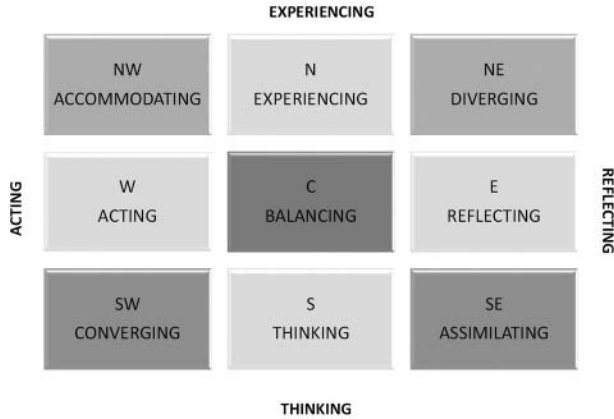 EXPERIENCING
NW
ACCOMMODATING
N
EXPERIENCING
NE
DIVERGING
ACTING
W
ACTING
C
BALANCING
E
REFLECTING
REFLECTING
SW
CONVERGING
S
THINKING
SE
ASSIMILATING
THINKING